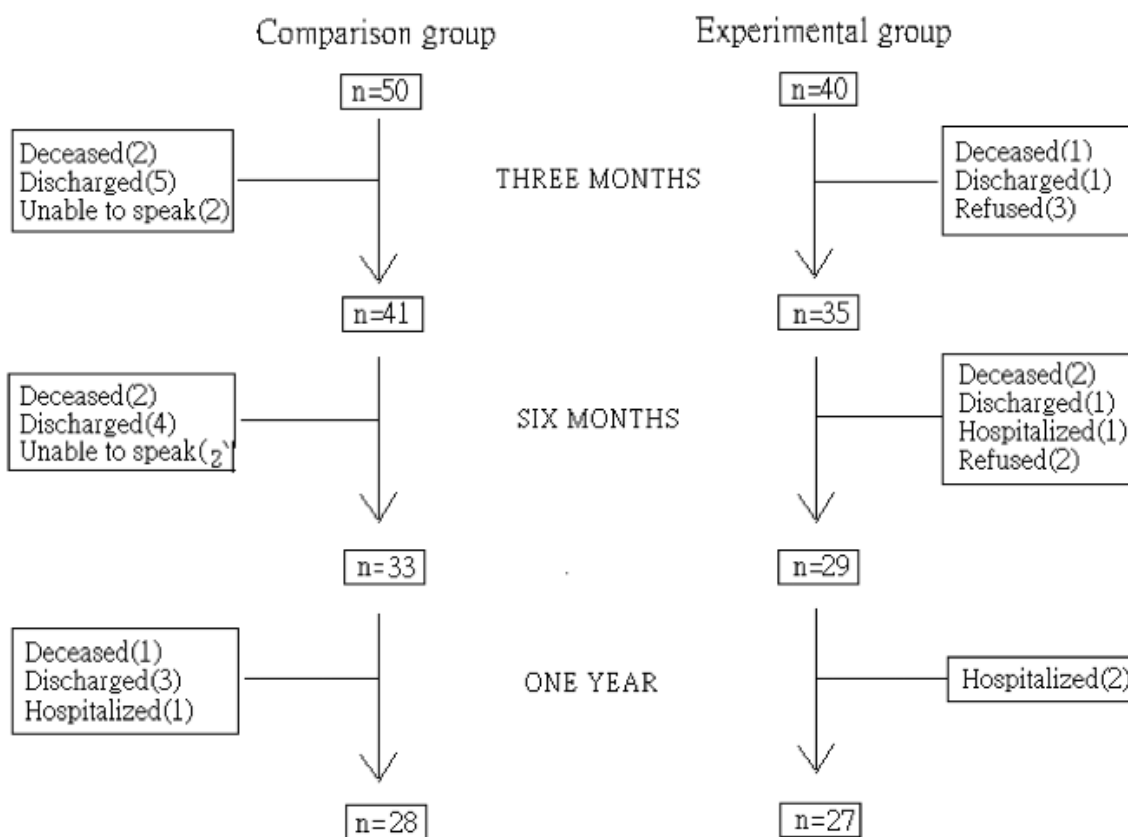 Comparison group
Experimental group
n=50
n=40
Deceased(2)
Discharged(5)
Unable to speak(2)
THREE MONTHS
Deceased(1)
Discharged(1)
Refused(3)
n=41
n=35
Deceased(2)
Discharged(4)
Unable to speak(2)
SIX MONTHS
Deceased(2)
Discharged(1)
Hospitalized(1)
Refused(2)
n=33
n=29
Deceased(1)
Discharged(3)
Hospitalized(1)
ONE YEAR
Hospitalized(2)
n=28
n=27